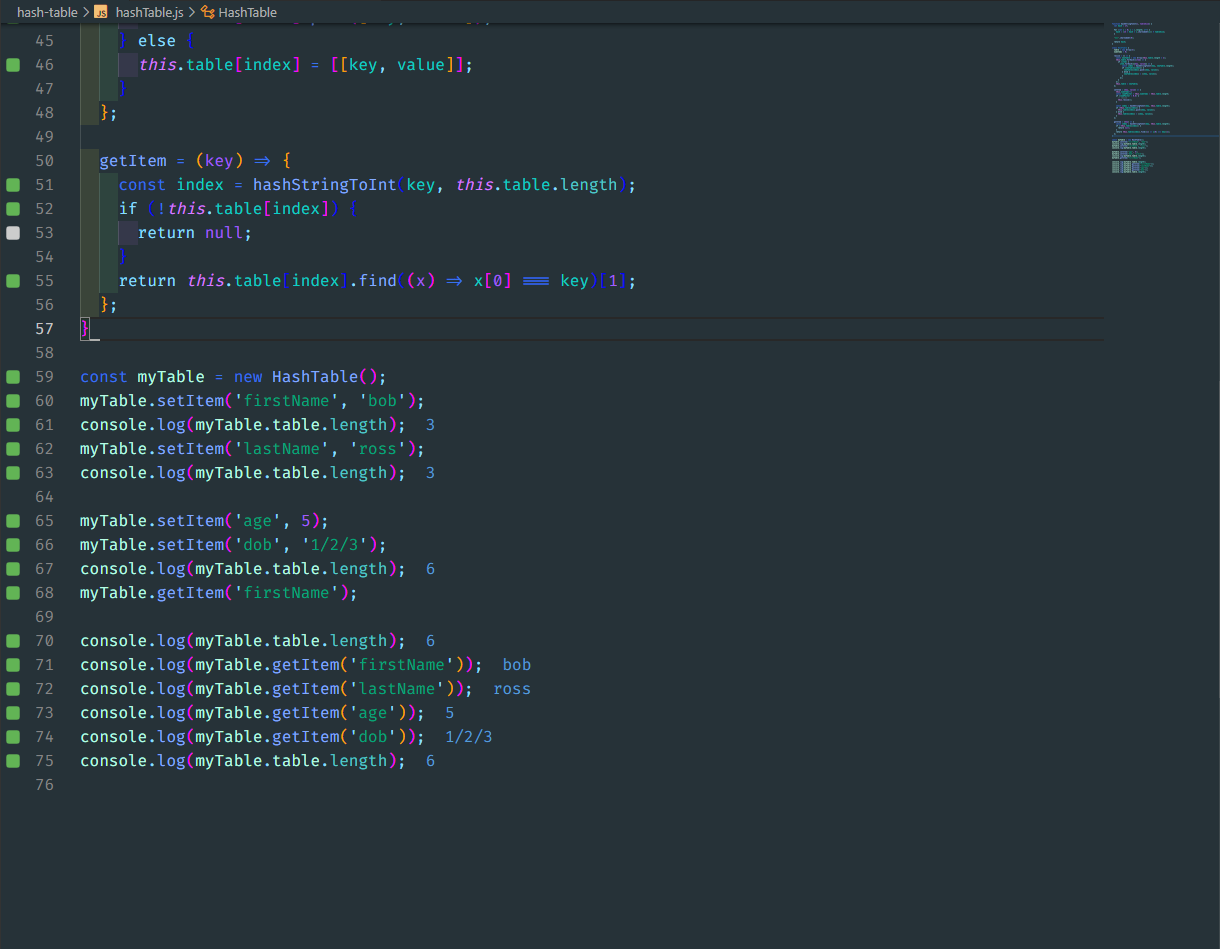 hash-table > JS hashTable.js > HashTable
45 } else {
46 this.table[index] = [[key, value]];
47 }
48 };
49
50 getItem = (key) => {
51 const index = hashStringToInt(key, this.table.length);
52 if (!this.table[index]) {
53 return null;
54 }
55 return this.table[index].find((x) => x[0] === key)[1];
56 };
57 }
58
59 const myTable = new HashTable();
60 myTable.setItem('firstName', 'bob');
61 console.log(myTable.table.length); 3
62 myTable.setItem('lastName', 'ross');
63 console.log(myTable.table.length); 3
64
65 myTable.setItem('age', 5);
66 myTable.setItem('dob', '1/2/3');
67 console.log(myTable.table.length); 6
68 myTable.getItem('firstName');
69
70 console.log(myTable.table.length); 6
71 console.log(myTable.getItem('firstName')); bob
72 console.log(myTable.getItem('lastName')); ross
73 console.log(myTable.getItem('age')); 5
74 console.log(myTable.getItem('dob')); 1/2/3
75 console.log(myTable.table.length); 6
76